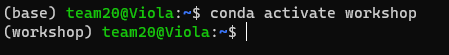 (base) team20@Viola:~$ conda activate workshop
(workshop) team20@Viola:~$